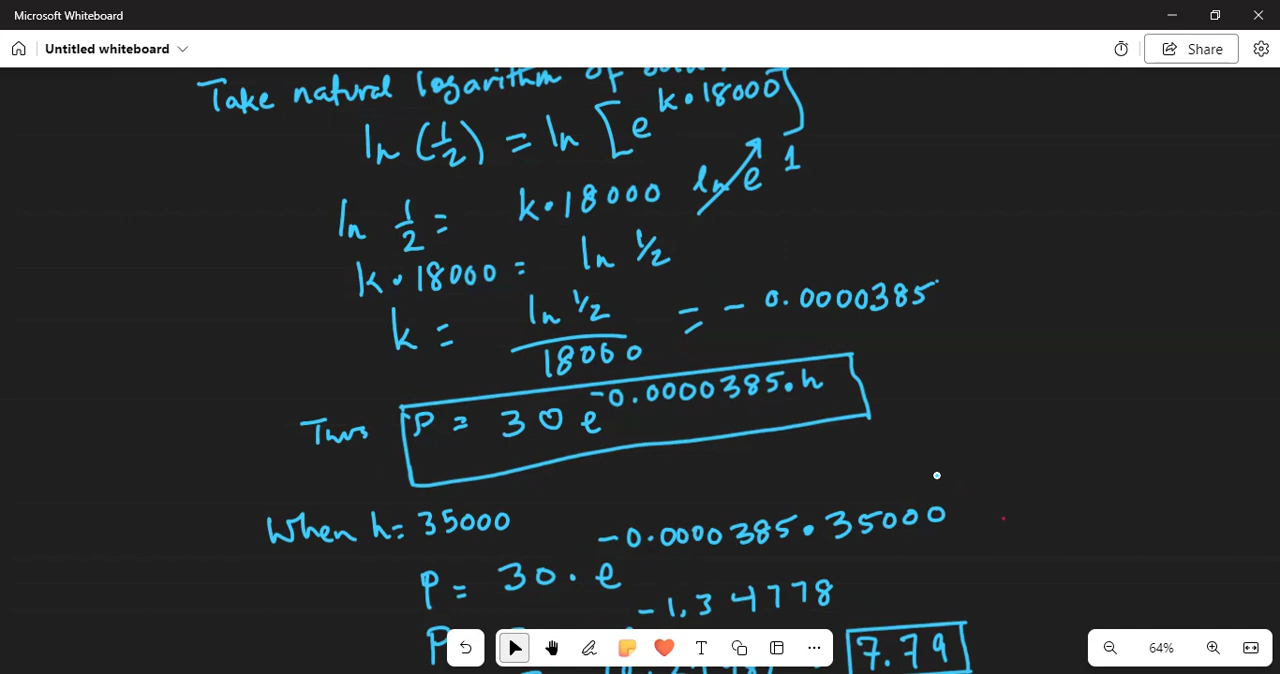 Microsoft Whiteboard
Untitled whiteboard
Share
Take natural logarithm of
ln (1/2) = ln [e^k•18000]
ln 1/2 = k•18000 ln e 1
k•18000 = ln 1/2
k = ln 1/2 / 18000 = - 0.0000385
Thus P = 30 e^-0.0000385.h
When h = 35000
P = 30 . e^-0.0000385.35000
-1.34778
P
7.79
64%